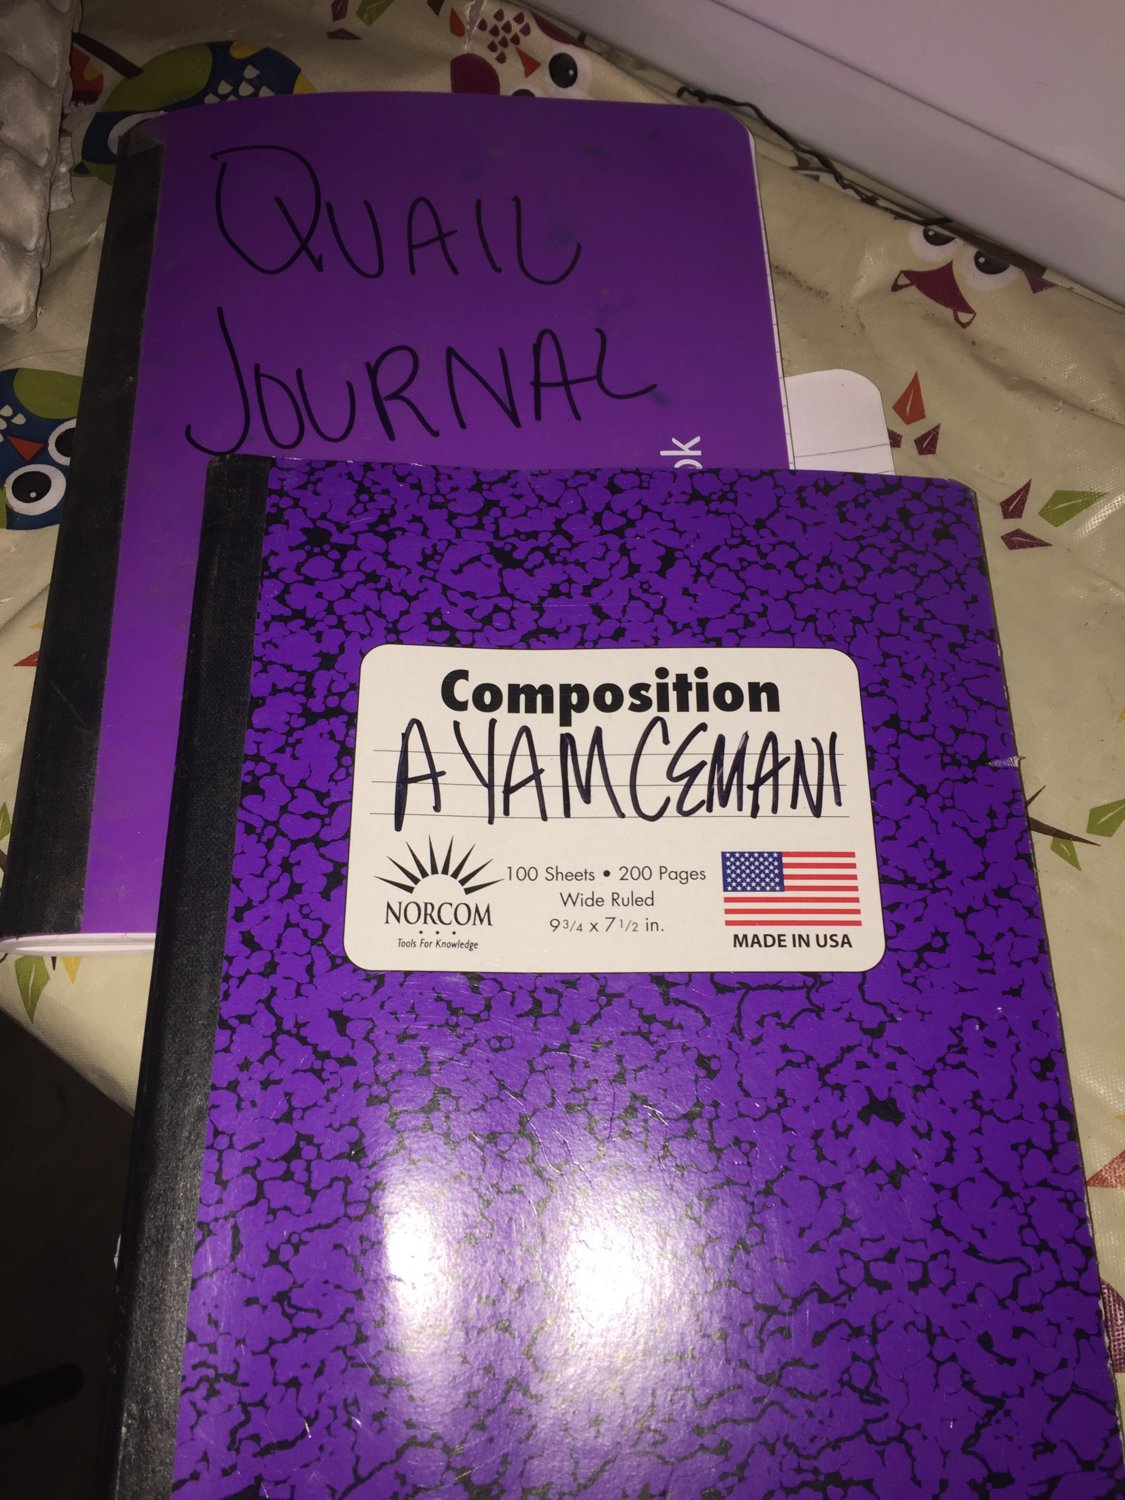 QUAIL
JOURNAL
ok
Composition
AYAM CEMANI
NORCOM
Tools For Knowledge
100 Sheets • 200 Pages
Wide Ruled
9 3/4 x 7 1/2 in.
MADE IN USA